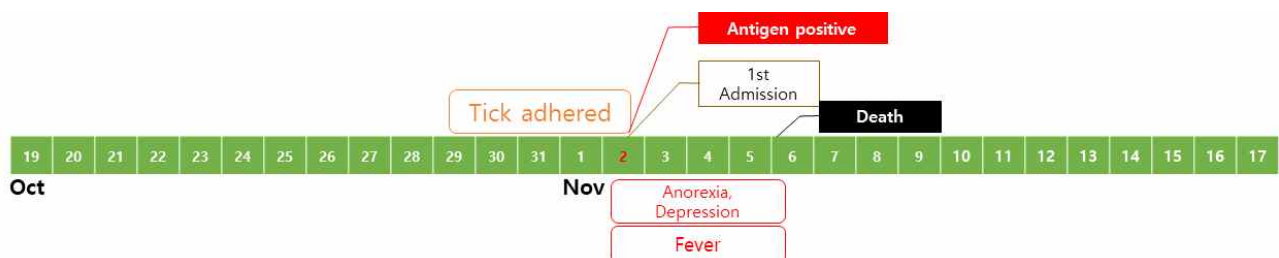 Antigen positive
1st
Admission
Tick adhered
Death
19 20 21 22 23 24 25 26 27 28 29 30 31 1 2 3 4 5 6 7 8 9 10 11 12 13 14 15 16 17
Oct Nov
Anorexia,
Depression
Fever